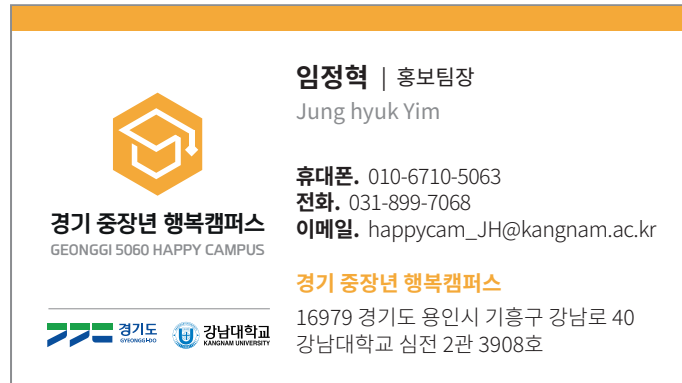 임정혁 | 홍보팀장
Jung hyuk Yim
휴대폰. 010-6710-5063
전화. 031-899-7068
이메일. happycam_JH@kangnam.ac.kr
경기 중장년 행복캠퍼스
16979 경기도 용인시 기흥구 강남로 40
강남대학교 심전 2관 3908호
경기 중장년 행복캠퍼스
GEONGGI 5060 HAPPY CAMPUS
경기도
GYEONGGI-DO
강남대학교
KANGNAM UNIVERSITY